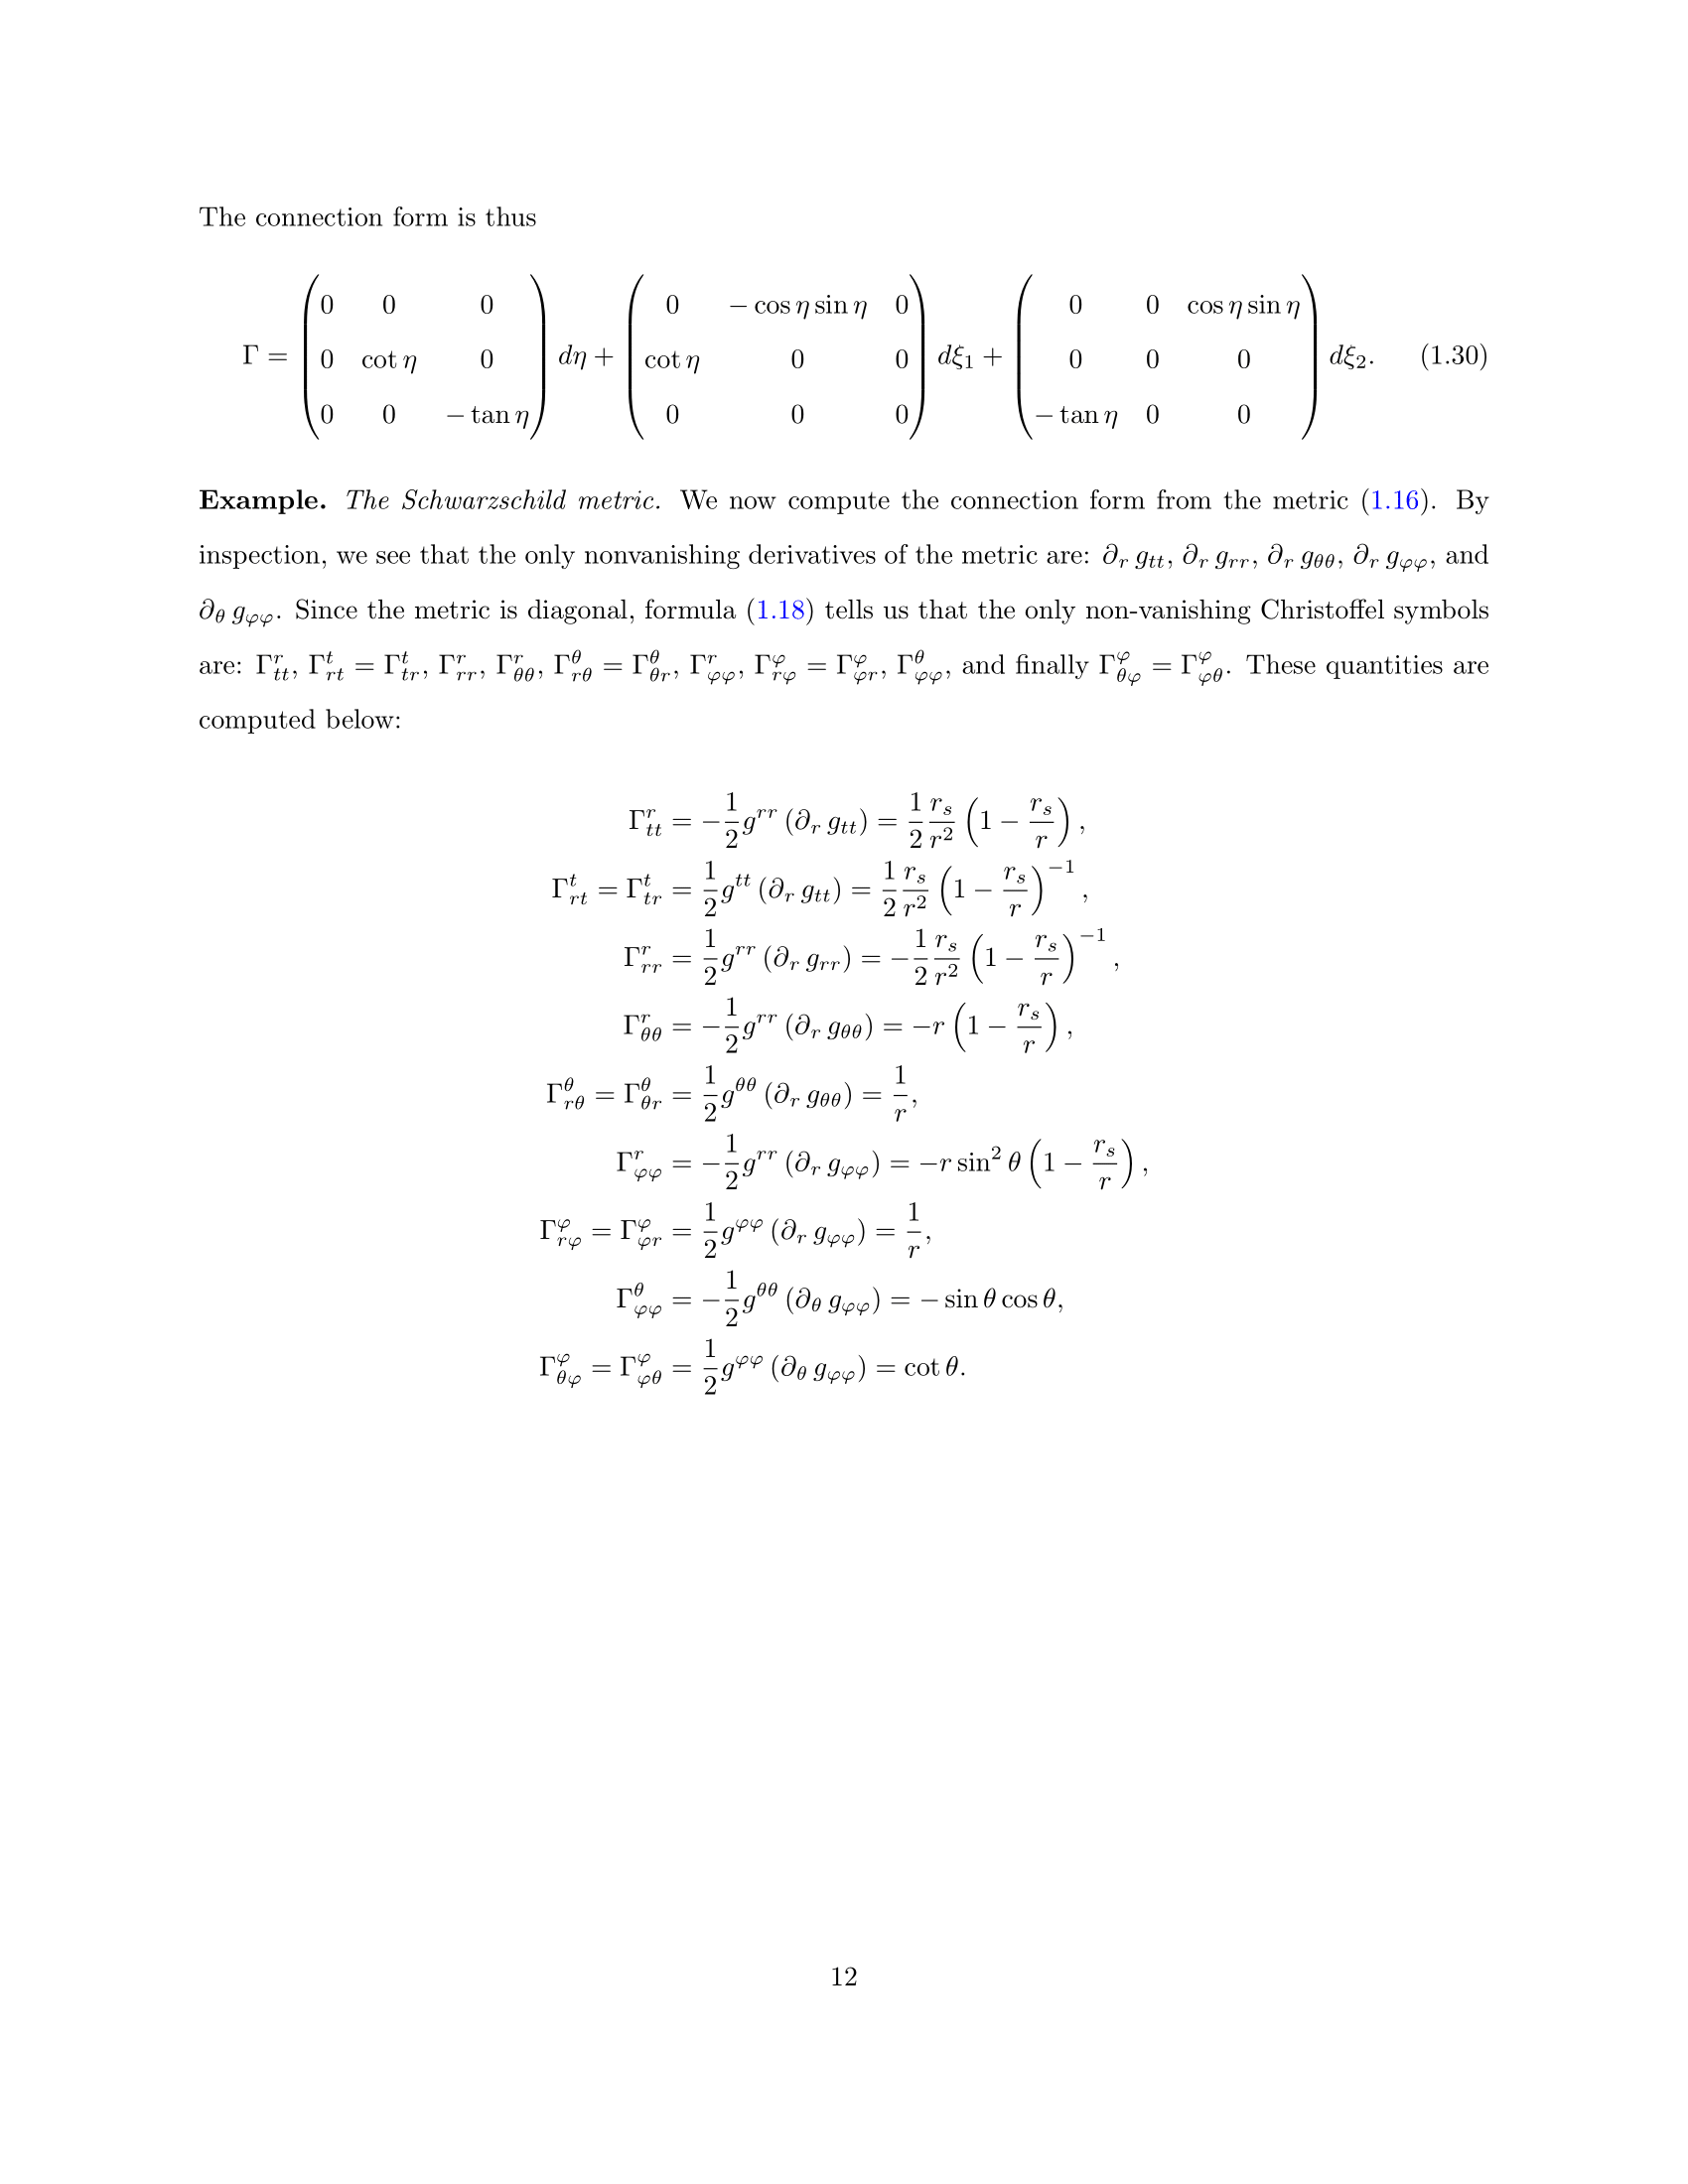 The connection form is thus
$$\Gamma = \begin{pmatrix} 0 & 0 & 0 \\ 0 & \cot\eta & 0 \\ 0 & 0 & -\tan\eta \end{pmatrix} d\eta + \begin{pmatrix} 0 & -\cos\eta\sin\eta & 0 \\ \cot\eta & 0 & 0 \\ 0 & 0 & 0 \end{pmatrix} d\xi_1 + \begin{pmatrix} 0 & 0 & \cos\eta\sin\eta \\ 0 & 0 & 0 \\ -\tan\eta & 0 & 0 \end{pmatrix} d\xi_2. \quad (1.30)$$
Example. The Schwarzschild metric. We now compute the connection form from the metric (1.16). By
inspection, we see that the only nonvanishing derivatives of the metric are: $\partial_r\, g_{tt}$, $\partial_r\, g_{rr}$, $\partial_r\, g_{\theta\theta}$, $\partial_r\, g_{\varphi\varphi}$, and
$\partial_\theta\, g_{\varphi\varphi}$. Since the metric is diagonal, formula (1.18) tells us that the only non-vanishing Christoffel symbols
are: $\Gamma^r_{tt}$, $\Gamma^t_{rt} = \Gamma^t_{tr}$, $\Gamma^r_{rr}$, $\Gamma^r_{\theta\theta}$, $\Gamma^\theta_{r\theta} = \Gamma^\theta_{\theta r}$, $\Gamma^r_{\varphi\varphi}$, $\Gamma^\varphi_{r\varphi} = \Gamma^\varphi_{\varphi r}$, $\Gamma^\theta_{\varphi\varphi}$, and finally $\Gamma^\varphi_{\theta\varphi} = \Gamma^\varphi_{\varphi\theta}$. These quantities are
computed below:
$$\Gamma^r_{tt} = -\frac{1}{2} g^{rr} (\partial_r\, g_{tt}) = \frac{1}{2} \frac{r_s}{r^2} \left(1 - \frac{r_s}{r}\right),$$
$$\Gamma^t_{rt} = \Gamma^t_{tr} = \frac{1}{2} g^{tt} (\partial_r\, g_{tt}) = \frac{1}{2} \frac{r_s}{r^2} \left(1 - \frac{r_s}{r}\right)^{-1},$$
$$\Gamma^r_{rr} = \frac{1}{2} g^{rr} (\partial_r\, g_{rr}) = -\frac{1}{2} \frac{r_s}{r^2} \left(1 - \frac{r_s}{r}\right)^{-1},$$
$$\Gamma^r_{\theta\theta} = -\frac{1}{2} g^{rr} (\partial_r\, g_{\theta\theta}) = -r \left(1 - \frac{r_s}{r}\right),$$
$$\Gamma^\theta_{r\theta} = \Gamma^\theta_{\theta r} = \frac{1}{2} g^{\theta\theta} (\partial_r\, g_{\theta\theta}) = \frac{1}{r},$$
$$\Gamma^r_{\varphi\varphi} = -\frac{1}{2} g^{rr} (\partial_r\, g_{\varphi\varphi}) = -r \sin^2\theta \left(1 - \frac{r_s}{r}\right),$$
$$\Gamma^\varphi_{r\varphi} = \Gamma^\varphi_{\varphi r} = \frac{1}{2} g^{\varphi\varphi} (\partial_r\, g_{\varphi\varphi}) = \frac{1}{r},$$
$$\Gamma^\theta_{\varphi\varphi} = -\frac{1}{2} g^{\theta\theta} (\partial_\theta\, g_{\varphi\varphi}) = -\sin\theta\cos\theta,$$
$$\Gamma^\varphi_{\theta\varphi} = \Gamma^\varphi_{\varphi\theta} = \frac{1}{2} g^{\varphi\varphi} (\partial_\theta\, g_{\varphi\varphi}) = \cot\theta.$$
12